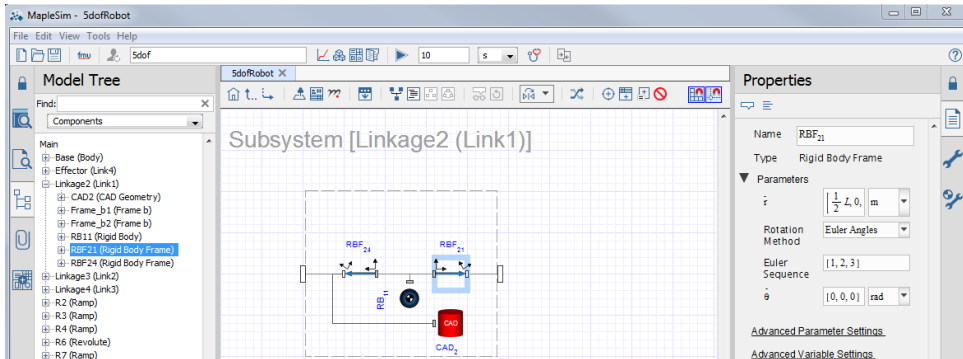 MapleSim - 5dofRobot
File Edit View Tools Help
fmu 5dof 10 s
Model Tree
Find:
Components
Main
Base (Body)
Effector (Link4)
Linkage2 (Link1)
CAD2 (CAD Geometry)
Frame_b1 (Frame b)
Frame_b2 (Frame b)
RB11 (Rigid Body)
RBF21 (Rigid Body Frame)
RBF24 (Rigid Body Frame)
Linkage3 (Link2)
Linkage4 (Link3)
R2 (Ramp)
R3 (Ramp)
R4 (Ramp)
R6 (Revolute)
R7 (Ramp)
5dofRobot
Subsystem [Linkage2 (Link1)]
RBF24 RBF21
RB11
CAD
CAD2
Properties
Name RBF21
Type Rigid Body Frame
Parameters
r̄ [1/2 L, 0, m
Rotation Method Euler Angles
Euler Sequence [1, 2, 3]
θ̄ [0, 0, 0] rad
Advanced Parameter Settings
Advanced Variable Settings